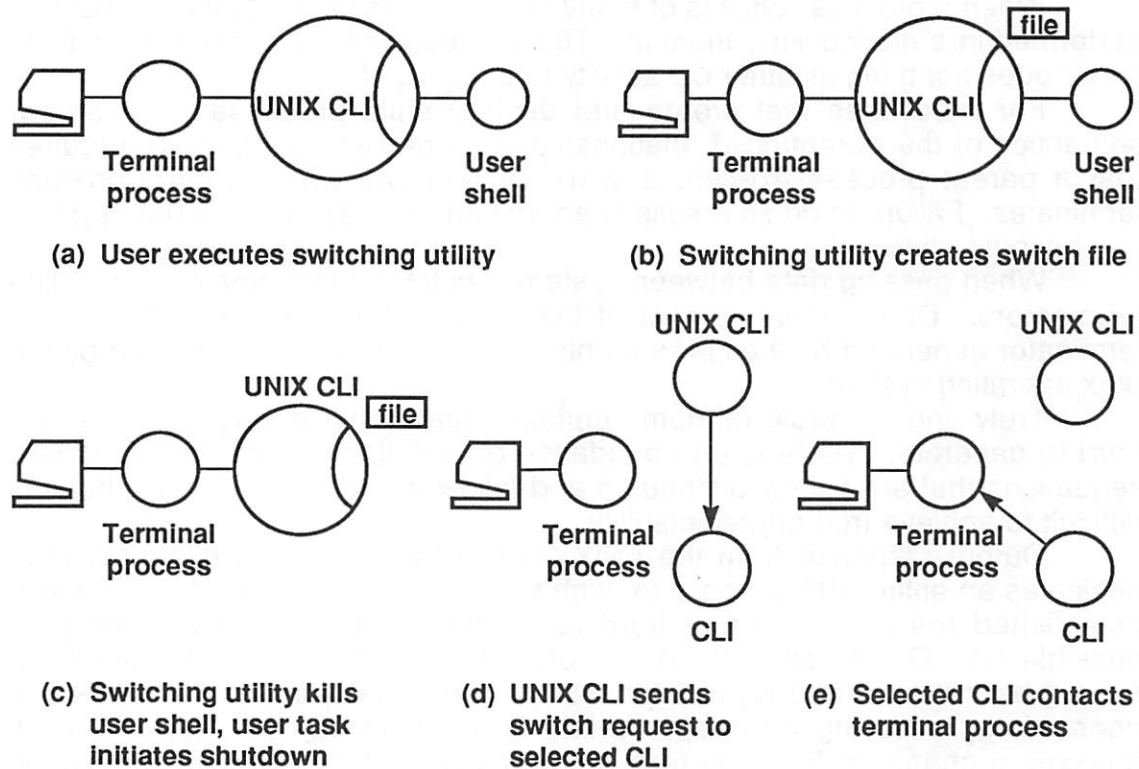 UNIX CLI
Terminal
process
User
shell
(a) User executes switching utility
file
UNIX CLI
Terminal
process
User
shell
(b) Switching utility creates switch file
UNIX CLI
file
Terminal
process
(c) Switching utility kills
user shell, user task
initiates shutdown
UNIX CLI
Terminal
process
CLI
(d) UNIX CLI sends
switch request to
selected CLI
UNIX CLI
Terminal
process
CLI
(e) Selected CLI contacts
terminal process